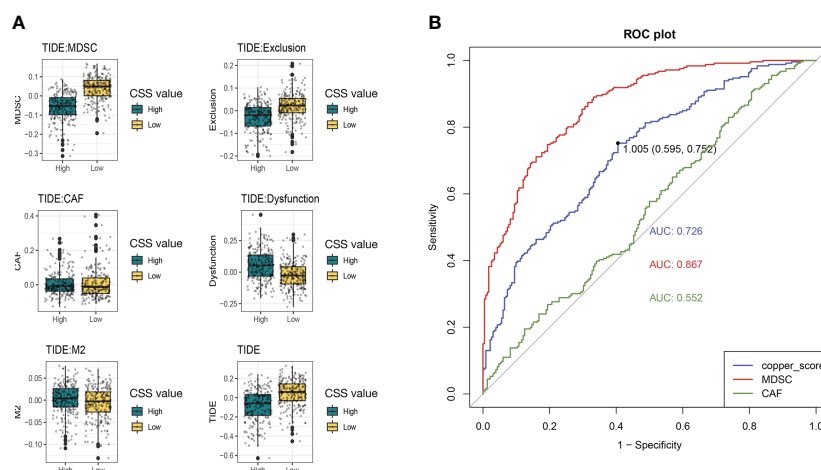 A
TIDE:MDSC
MDSC
0.1
0.0
−0.1
−0.2
−0.3
High
Low
CSS value
High
Low
TIDE:Exclusion
Exclusion
0.2
0.1
0.0
−0.1
−0.2
High
Low
CSS value
High
Low
TIDE:CAF
CAF
0.4
0.2
0.0
High
Low
CSS value
High
Low
TIDE:Dysfunction
Dysfunction
0.25
0.00
−0.25
High
Low
CSS value
High
Low
TIDE:M2
M2
0.05
0.00
−0.05
−0.10
High
Low
CSS value
High
Low
TIDE
TIDE
0.2
0.0
−0.2
−0.4
−0.6
High
Low
CSS value
High
Low
B
ROC plot
Sensitivity
1.0
0.8
0.6
0.4
0.2
0.0
1.005 (0.595, 0.752)
AUC: 0.726
AUC: 0.867
AUC: 0.552
copper_score
MDSC
CAF
0.0 0.2 0.4 0.6 0.8 1.0
1 − Specificity